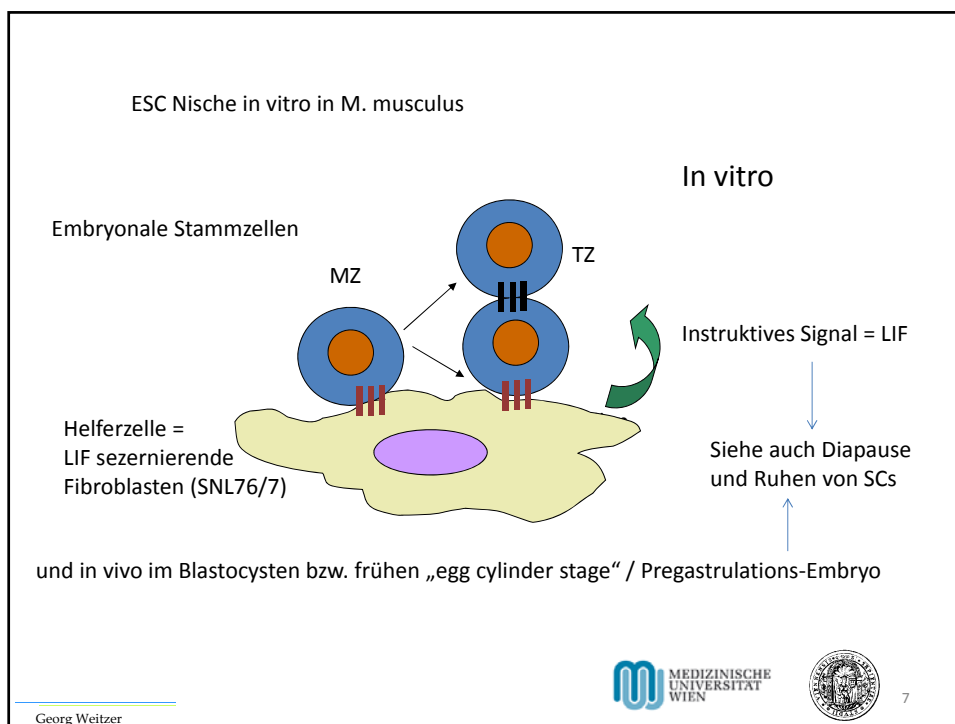 ESC Nische in vitro in M. musculus
In vitro
Embryonale Stammzellen
MZ
TZ
Instruktives Signal = LIF
Helferzelle =
LIF sezernierende
Fibroblasten (SNL76/7)
Siehe auch Diapause
und Ruhen von SCs
und in vivo im Blastocysten bzw. frühen „egg cylinder stage“ / Pregastrulations-Embryo
MEDIZINISCHE
UNIVERSITÄT
WIEN
7
Georg Weitzer